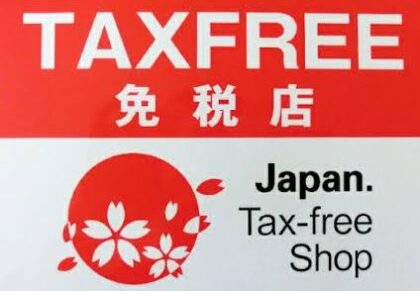 TAXFREE
免税店
Japan.
Tax-free
Shop